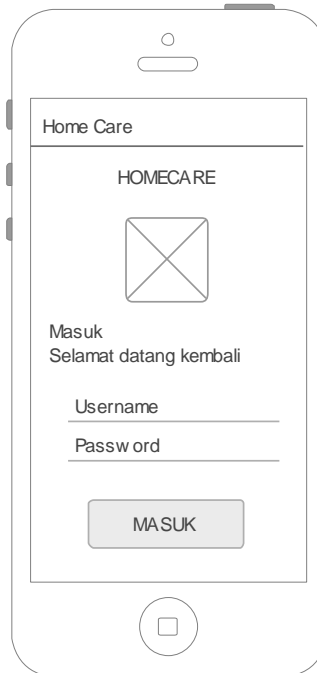 Home Care
HOMECARE
Masuk
Selamat datang kembali
Username
Password
MASUK